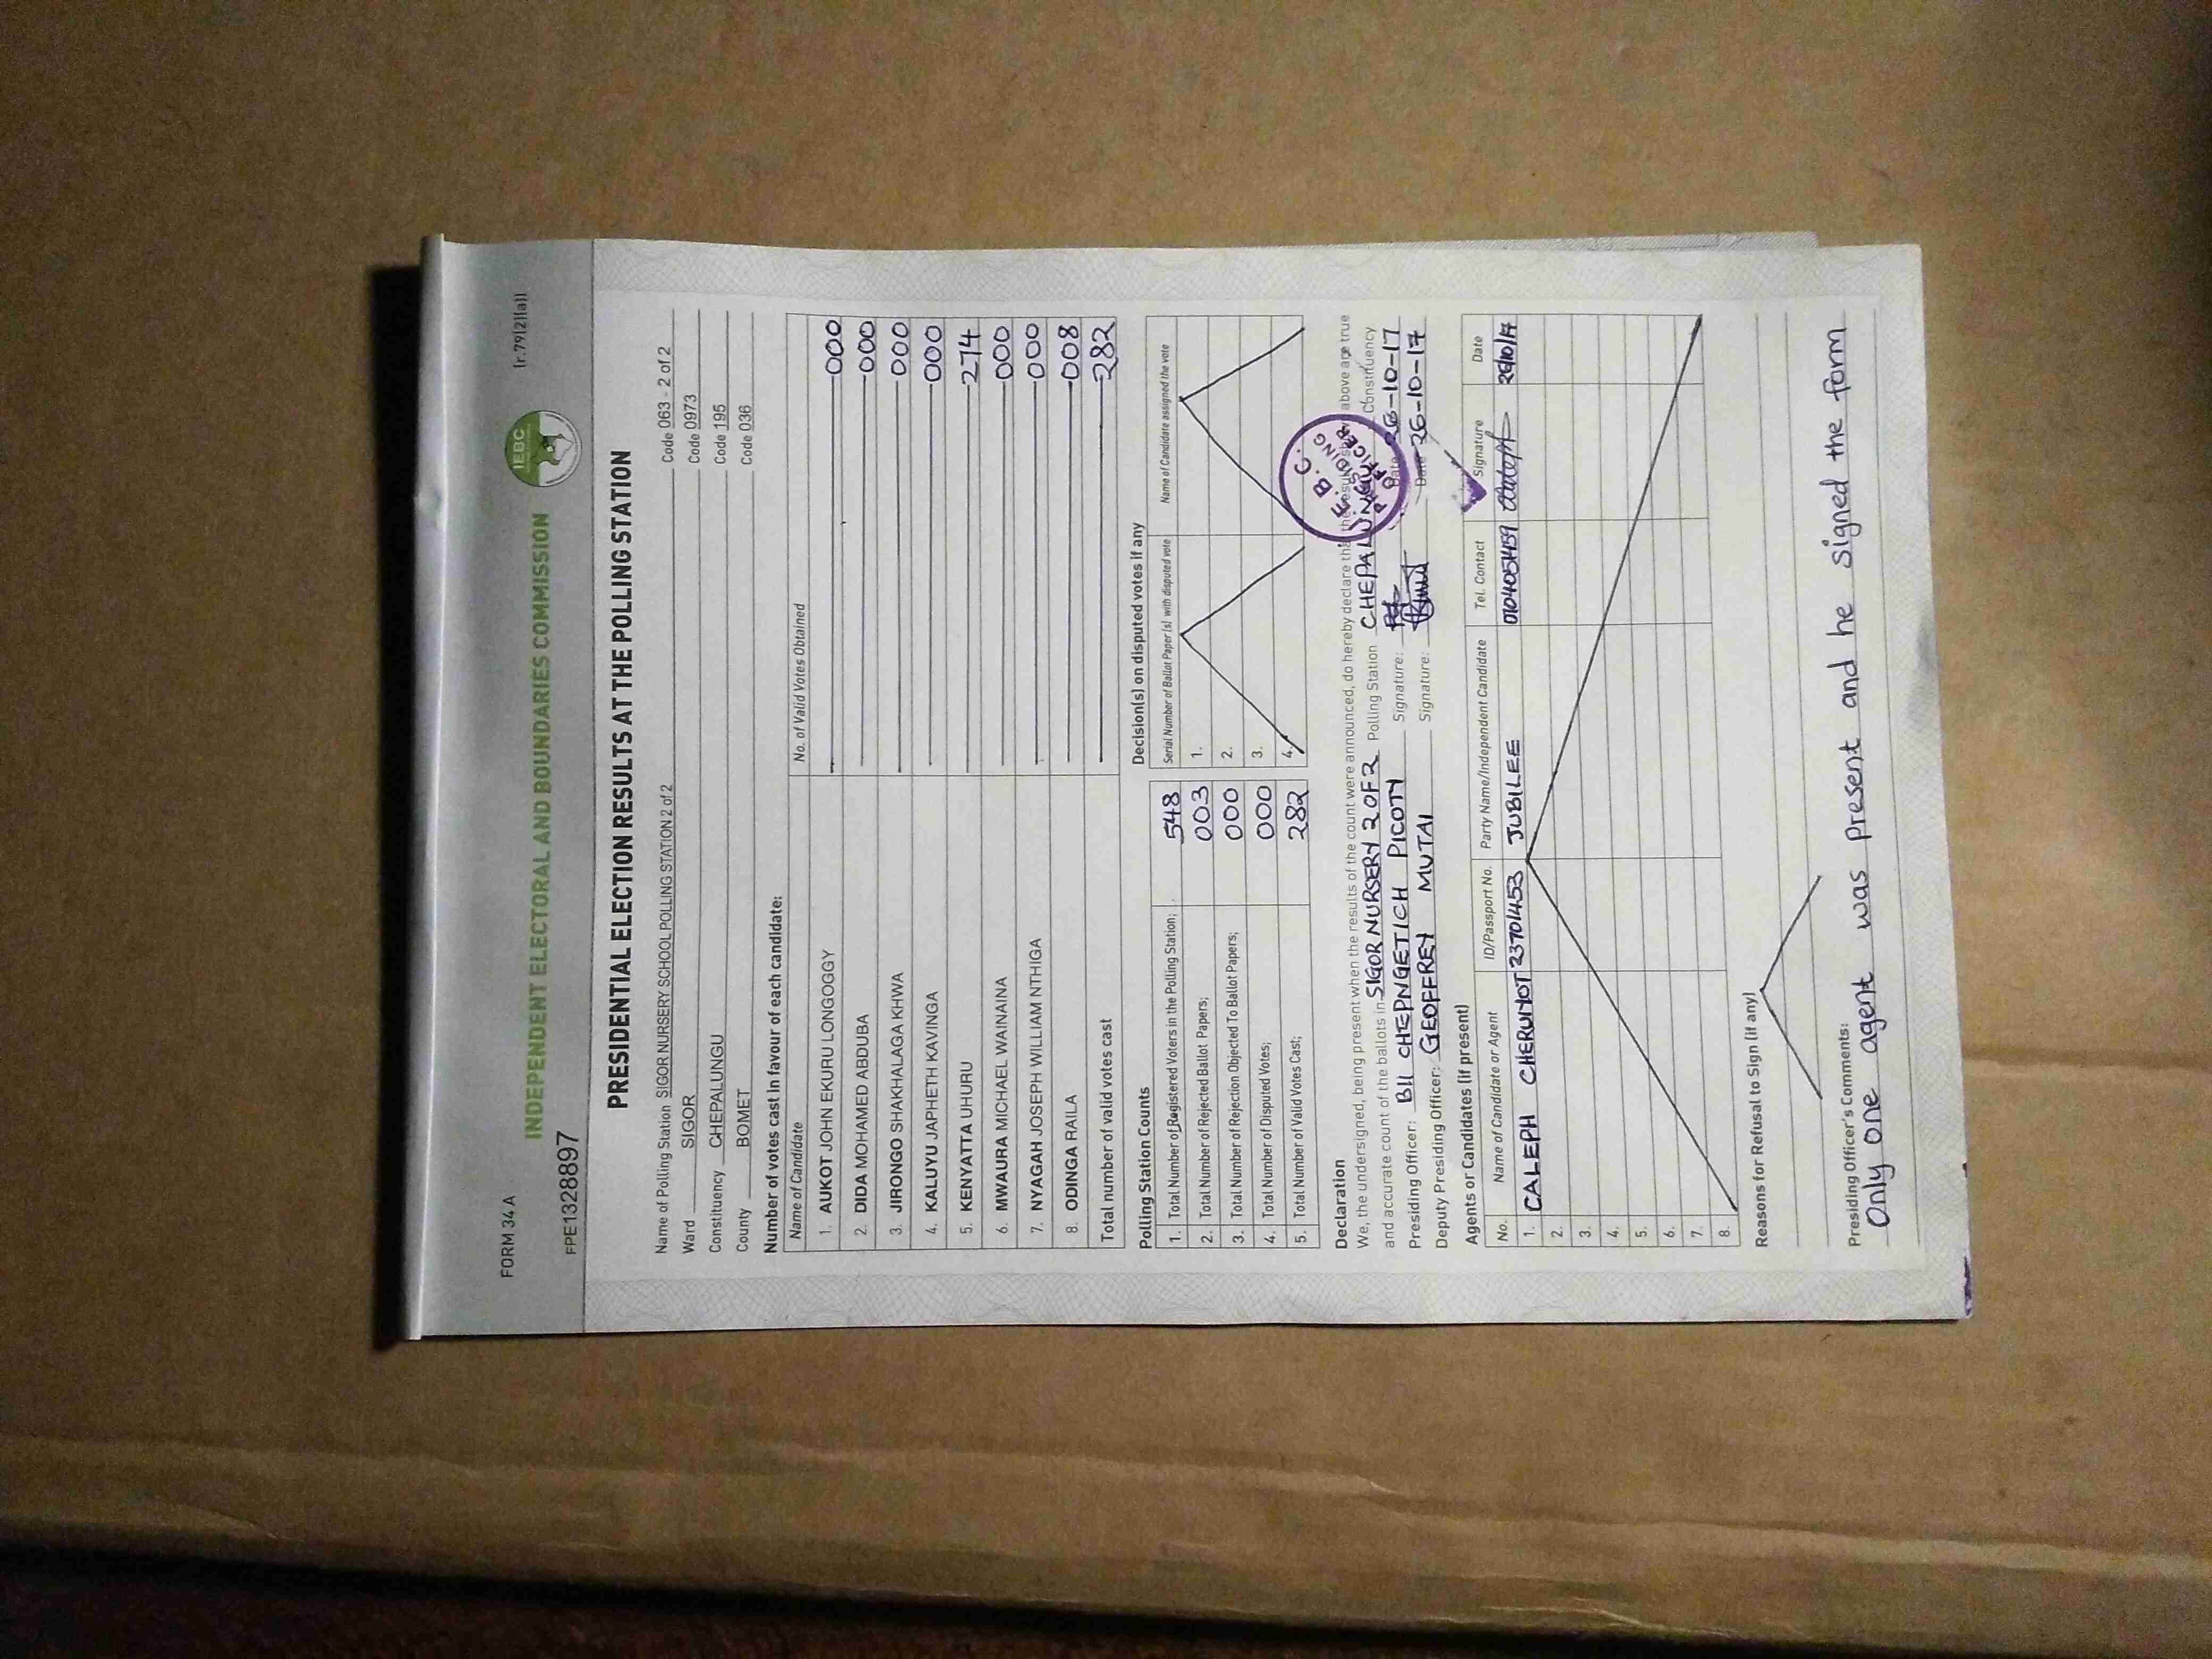 FORM 34 A
[r.79(2)(a)]
IEBC
INDEPENDENT ELECTORAL AND BOUNDARIES COMMISSION
FPE1328897
PRESIDENTIAL ELECTION RESULTS AT THE POLLING STATION
Name of Polling Station SIGOR NURSERY SCHOOL POLLING STATION 2 of 2 Code 063 - 2 of 2
Ward SIGOR Code 0973
Constituency CHEPALUNGU Code 195
County BOMET Code 036
Number of votes cast in favour of each candidate:
Name of Candidate No. of Valid Votes Obtained
1. AUKOT JOHN EKURU LONGOGGY 000
2. DIDA MOHAMED ABDUBA 000
3. JIRONGO SHAKHALAGA KHWA 000
4. KALUYU JAPHETH KAVINGA 000
5. KENYATTA UHURU 274
6. MWAURA MICHAEL WAINAINA 000
7. NYAGAH JOSEPH WILLIAM NTHIGA 000
8. ODINGA RAILA 008
Total number of valid votes cast 282
Polling Station Counts
1. Total Number of Registered Voters in the Polling Station; 548
2. Total Number of Rejected Ballot Papers; 003
3. Total Number of Rejection Objected To Ballot Papers; 000
4. Total Number of Disputed Votes; 000
5. Total Number of Valid Votes Cast; 282
Decision(s) on disputed votes if any
Serial Number of Ballot Paper (s) with disputed vote Name of Candidate assigned the vote
1.
2.
3.
4.
Declaration
We, the undersigned, being present when the results of the count were announced, do hereby declare that the results shown above are true
and accurate count of the ballots in SIGOR NURSERY 2 OF 2 Polling Station CHEPALUNGU Constituency
Presiding Officer: BII CHEPNGETICH PICOTY Signature: Date 26-10-17
Deputy Presiding Officer: GEOFFREY MUTAI Signature: Date 26-10-17
I.E.B.C. PRESIDING OFFICER
Agents or Candidates (if present)
No. Name of Candidate or Agent ID/Passport No. Party Name/Independent Candidate Tel. Contact Signature Date
1. CALEPH CHERUIYOT 23701453 JUBILEE 26/10/17
2.
3.
4.
5.
6.
7.
8.
Reasons for Refusal to Sign (if any)
Presiding Officer's Comments:
Only one agent was present and he signed the form